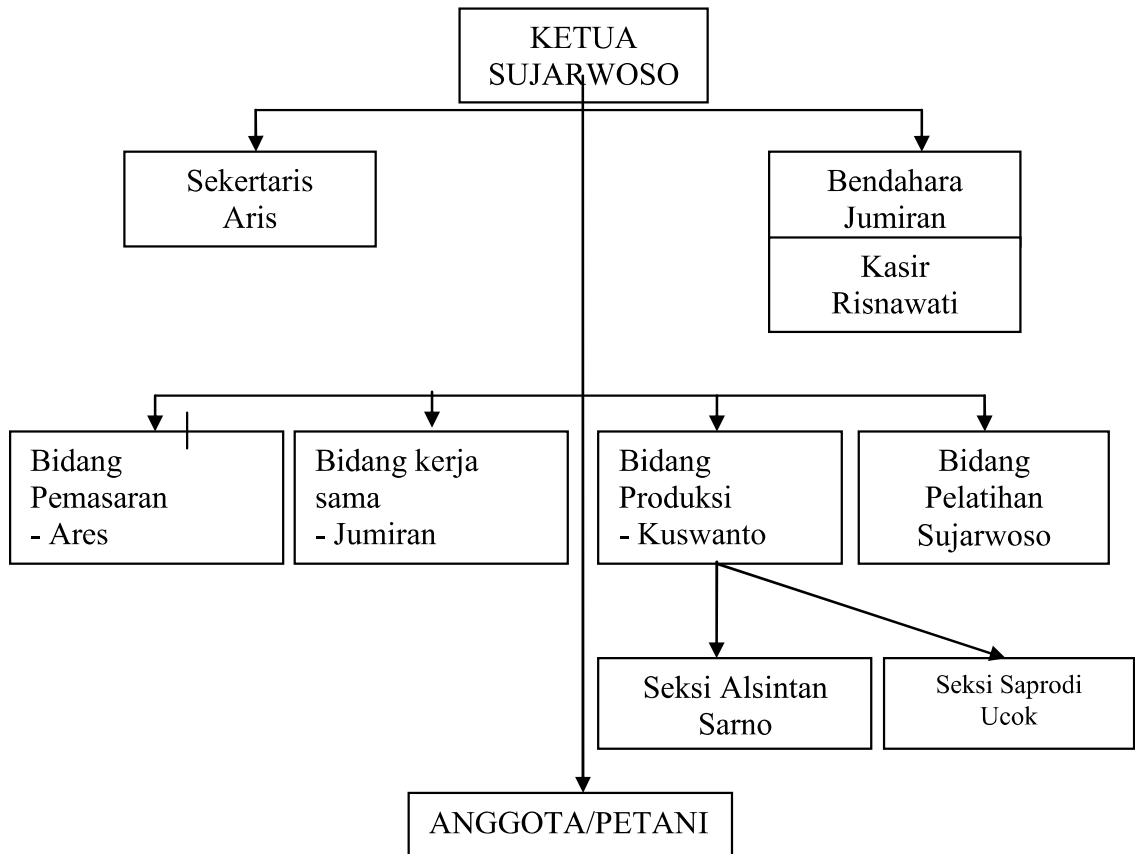 KETUA
SUJARWOSO
Sekertaris
Aris
Bendahara
Jumiran
Kasir
Risnawati
Bidang
Pemasaran
- Ares
Bidang kerja
sama
- Jumiran
Bidang
Produksi
- Kuswanto
Bidang
Pelatihan
Sujarwoso
Seksi Alsintan
Sarno
Seksi Saprodi
Ucok
ANGGOTA/PETANI